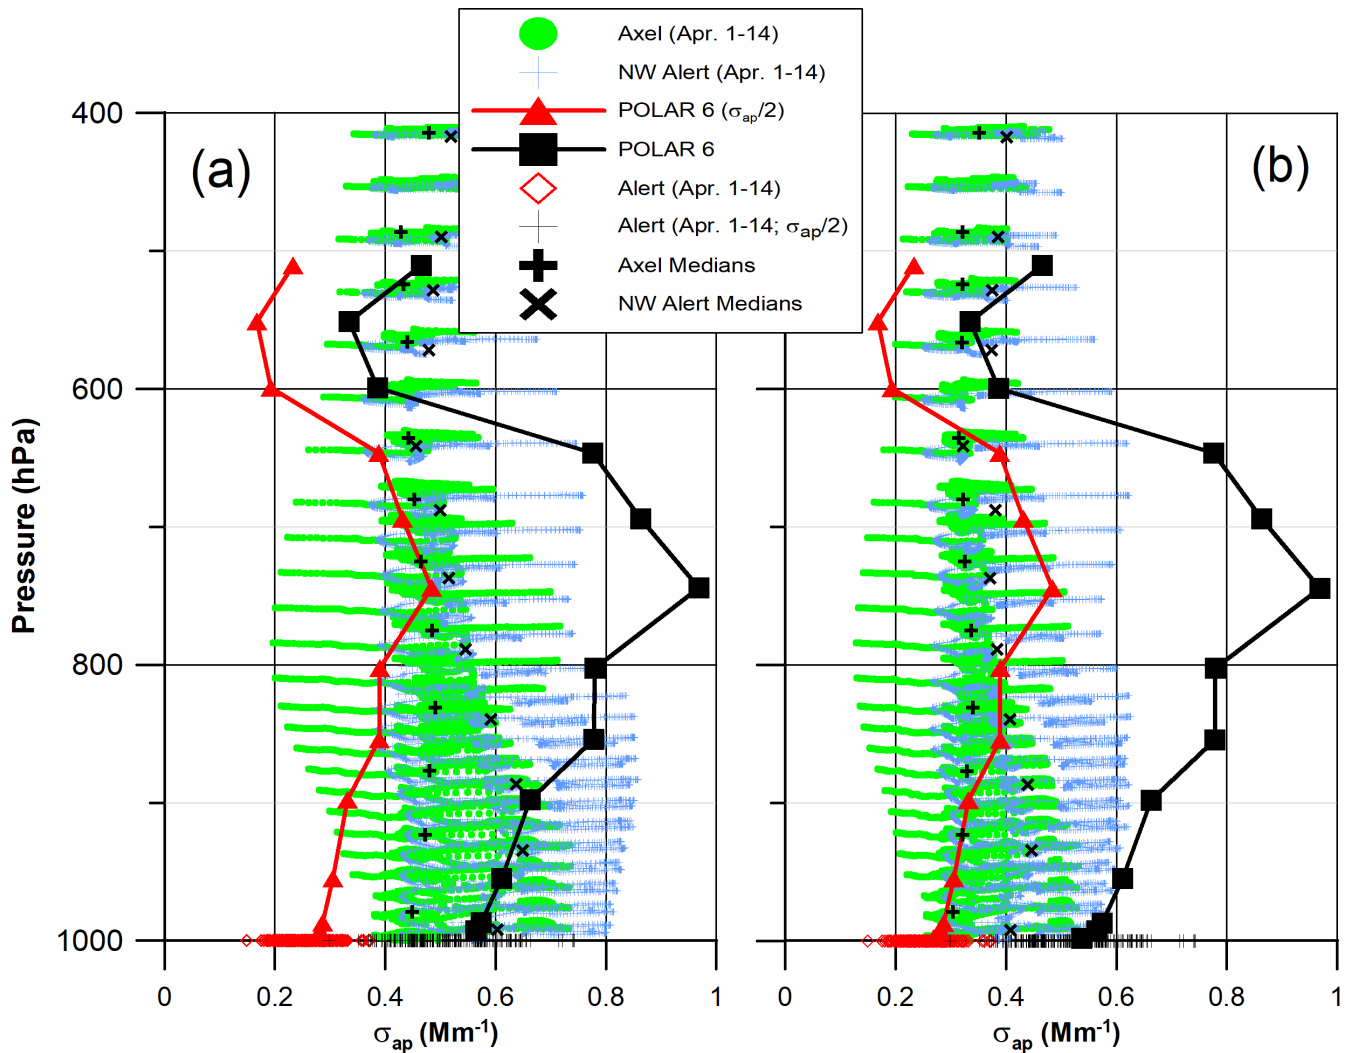 Axel (Apr. 1-14)
NW Alert (Apr. 1-14)
POLAR 6 (σap/2)
POLAR 6
Alert (Apr. 1-14)
Alert (Apr. 1-14; σap/2)
Axel Medians
NW Alert Medians
(a)
(b)
400
600
800
1000
Pressure (hPa)
0 0.2 0.4 0.6 0.8 1
0 0.2 0.4 0.6 0.8 1
σap (Mm-1)
σap (Mm-1)